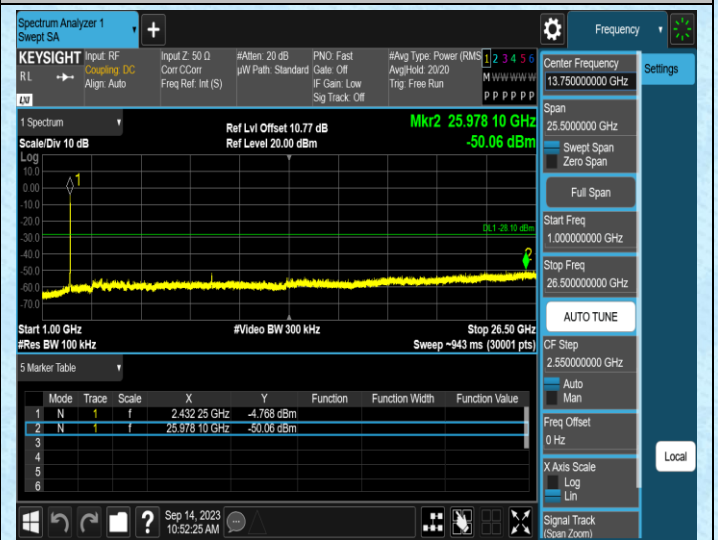 Spectrum Analyzer 1
Swept SA
+
Frequency
KEYSIGHT
RL
LXI
Input: RF
Coupling: DC
Align: Auto
Input Z: 50 Ω
Corr CCorr
Freq Ref: Int (S)
#Atten: 20 dB
µW Path: Standard
PNO: Fast
Gate: Off
IF Gain: Low
Sig Track: Off
#Avg Type: Power (RMS
Avg|Hold: 20/20
Trig: Free Run
1 2 3 4 5 6
M W W W W W
P P P P P P
Center Frequency
13.750000000 GHz
Settings
Span
25.5000000 GHz
Swept Span
Zero Span
Full Span
Start Freq
1.000000000 GHz
Stop Freq
26.500000000 GHz
AUTO TUNE
CF Step
2.550000000 GHz
Auto
Man
Freq Offset
0 Hz
X Axis Scale
Log
Lin
Signal Track
(Span Zoom)
Local
1 Spectrum
Scale/Div 10 dB
Ref Lvl Offset 10.77 dB
Ref Level 20.00 dBm
Mkr2 25.978 10 GHz
-50.06 dBm
Log
10.0
0.00
-10.0
-20.0
-30.0
-40.0
-50.0
-60.0
-70.0
1
DL1 -28.10 dBm
2
Start 1.00 GHz
#Res BW 100 kHz
#Video BW 300 kHz
Stop 26.50 GHz
Sweep ~943 ms (30001 pts)
5 Marker Table
Mode Trace Scale X Y Function Function Width Function Value
1 N 1 f 2.432 25 GHz -4.768 dBm
2 N 1 f 25.978 10 GHz -50.06 dBm
3
4
5
6
?
Sep 14, 2023
10:52:25 AM